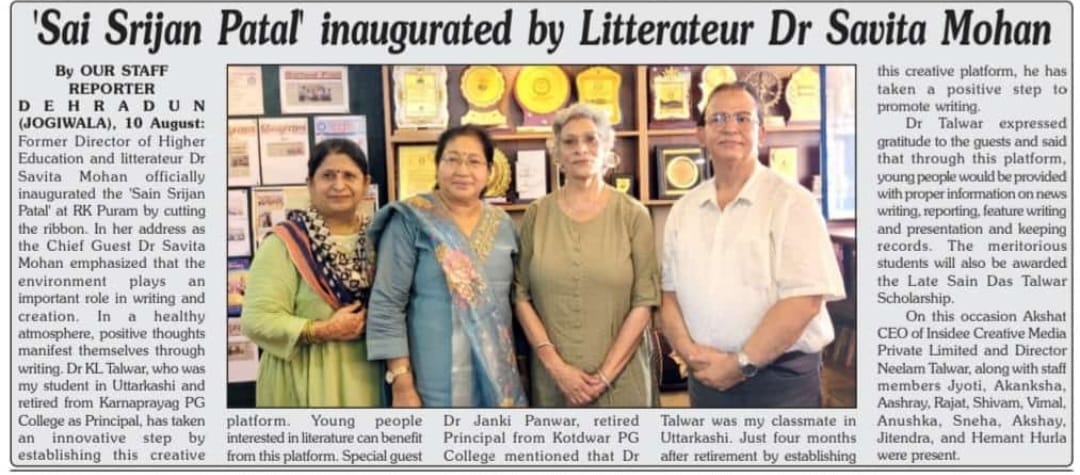 'Sai Srijan Patal' inaugurated by Litterateur Dr Savita Mohan
By OUR STAFF
REPORTER
DEHRADUN
(JOGIWALA), 10 August:
Former Director of Higher
Education and litterateur Dr
Savita Mohan officially
inaugurated the 'Sain Srijan
Patal' at RK Puram by cutting
the ribbon. In her address as
the Chief Guest Dr Savita
Mohan emphasized that the
environment plays an
important role in writing and
creation. In a healthy
atmosphere, positive thoughts
manifest themselves through
writing. Dr KL Talwar, who was
my student in Uttarkashi and
retired from Karnaprayag PG
College as Principal, has taken
an innovative step by
establishing this creative
platform. Young people
interested in literature can benefit
from this platform. Special guest
Dr Janki Panwar, retired
Principal from Kotdwar PG
College mentioned that Dr
Talwar was my classmate in
Uttarkashi. Just four months
after retirement by establishing
this creative platform, he has
taken a positive step to
promote writing.
Dr Talwar expressed
gratitude to the guests and said
that through this platform,
young people would be provided
with proper information on news
writing, reporting, feature writing
and presentation and keeping
records. The meritorious
students will also be awarded
the Late Sain Das Talwar
Scholarship.
On this occasion Akshat
CEO of Insidee Creative Media
Private Limited and Director
Neelam Talwar, along with staff
members Jyoti, Akanksha,
Aashray, Rajat, Shivam, Vimal,
Anushka, Sneha, Akshay,
Jitendra, and Hemant Hurla
were present.